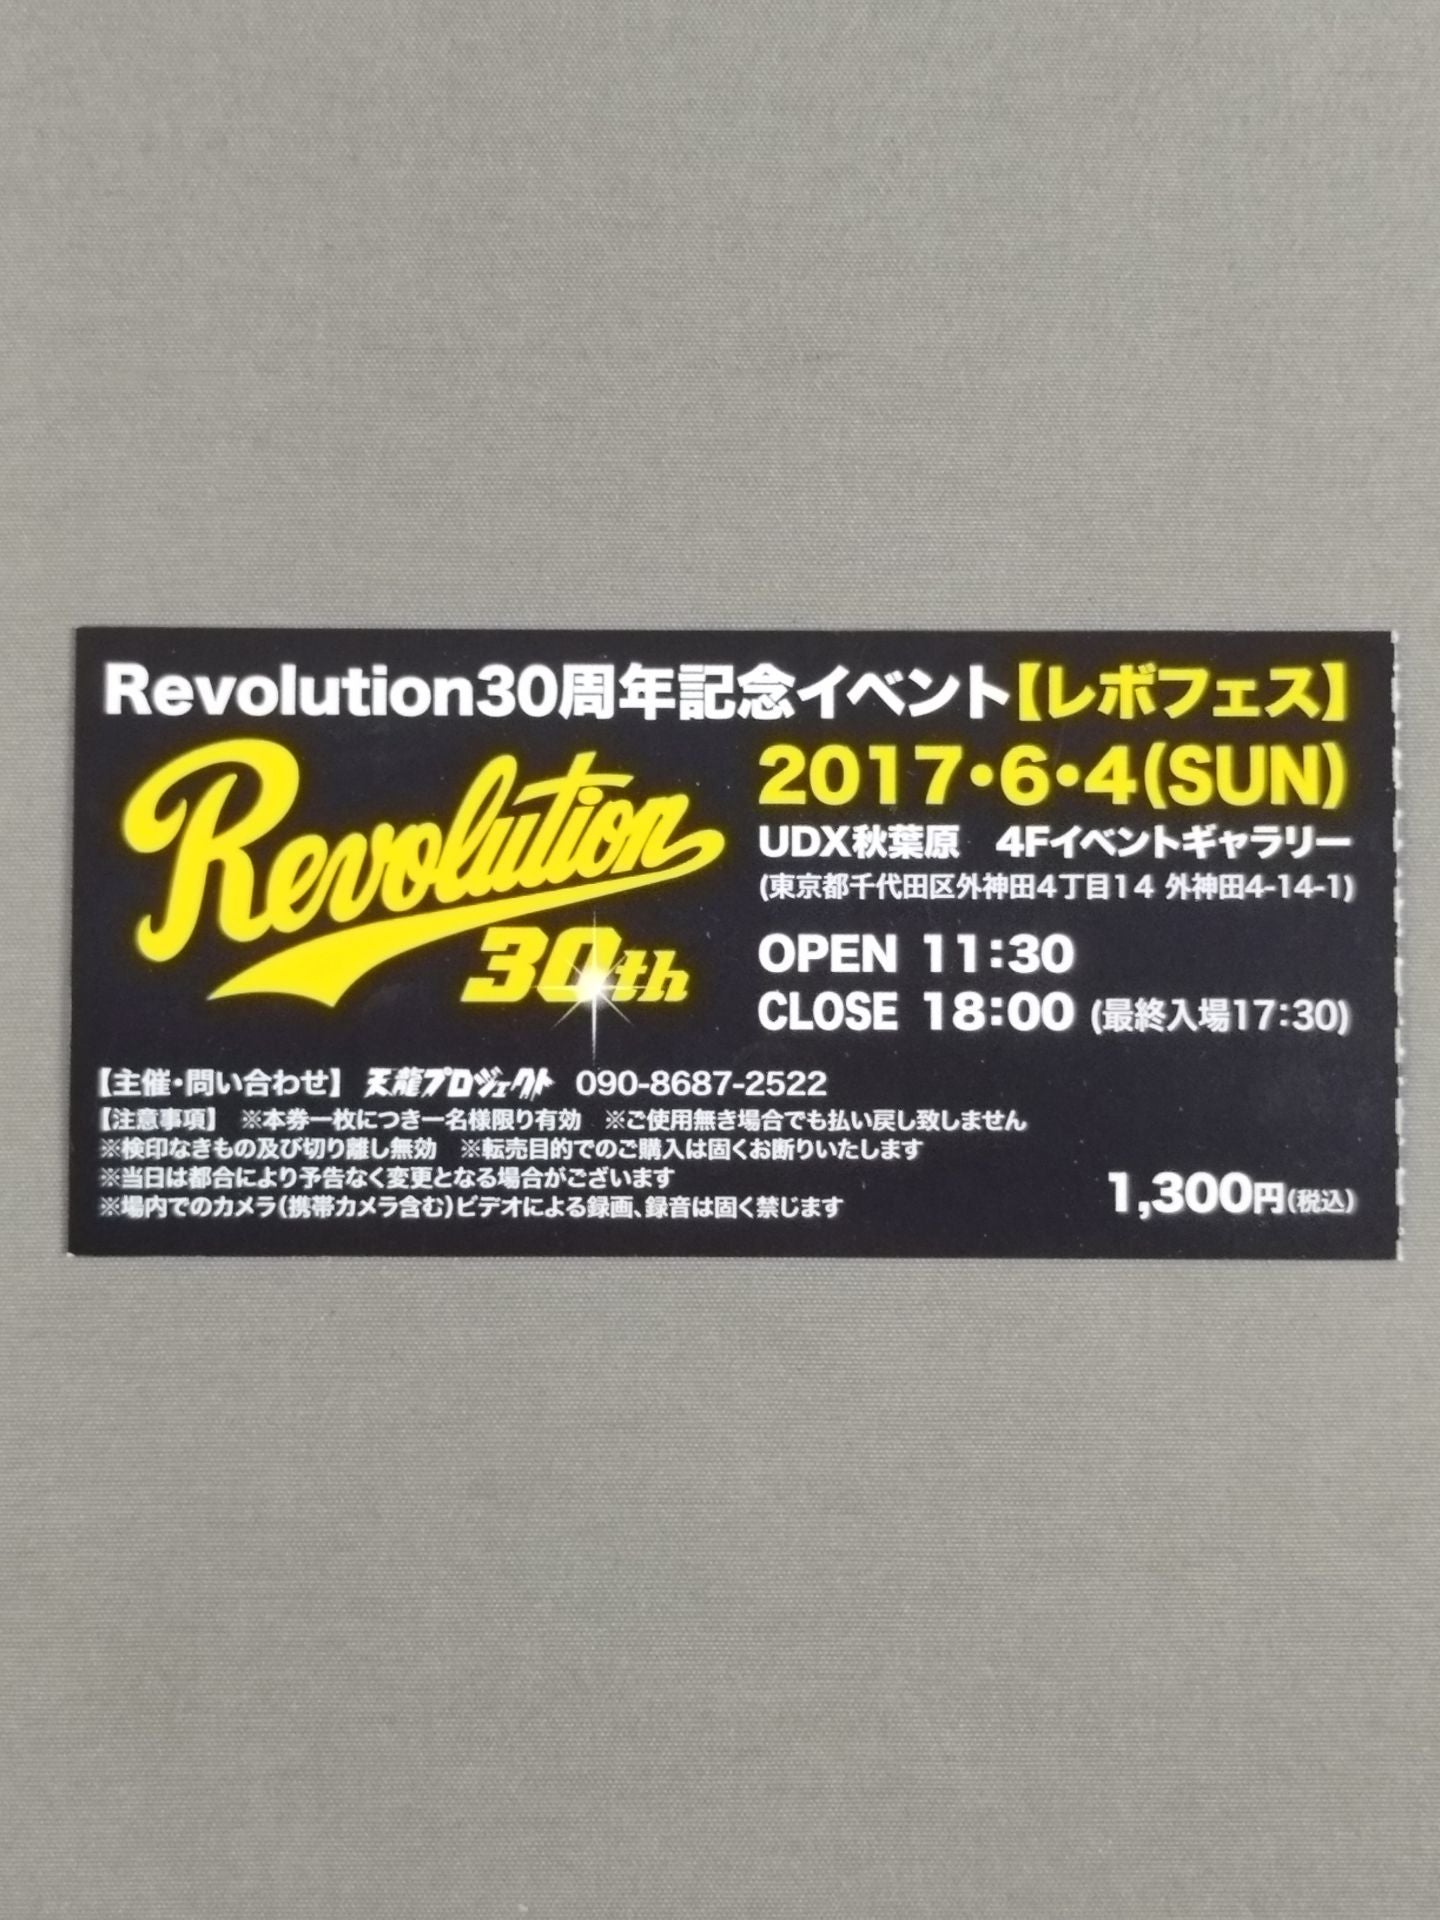 Revolution30周年記念イベント【レボフェス】
Revolution
30th
2017・6・4(SUN)
UDX秋葉原　4Fイベントギャラリー
(東京都千代田区外神田4丁目14 外神田4-14-1)
OPEN 11:30
CLOSE 18:00 (最終入場17:30)
【主催・問い合わせ】 天龍プロジェクト 090-8687-2522
【注意事項】　※本券一枚につき一名様限り有効　※ご使用無き場合でも払い戻し致しません
※検印なきもの及び切り離し無効　※転売目的でのご購入は固くお断りいたします
※当日は都合により予告なく変更となる場合がございます
※場内でのカメラ(携帯カメラ含む)ビデオによる録画、録音は固く禁じます
1,300円(税込)